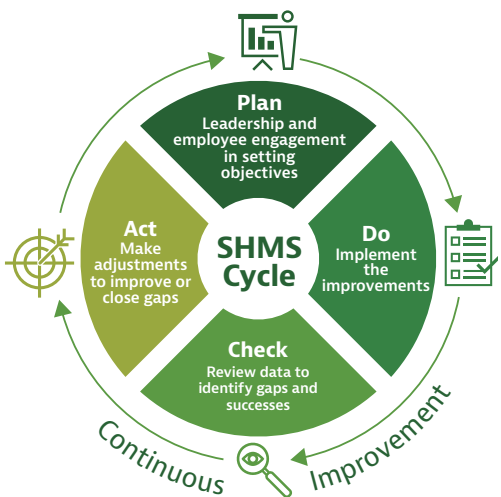 Plan
Leadership and
employee engagement
in setting
objectives
Act
Make
adjustments
to improve or
close gaps
SHMS
Cycle
Do
Implement
the
improvements
Check
Review data to
identify gaps and
successes
Continuous Improvement